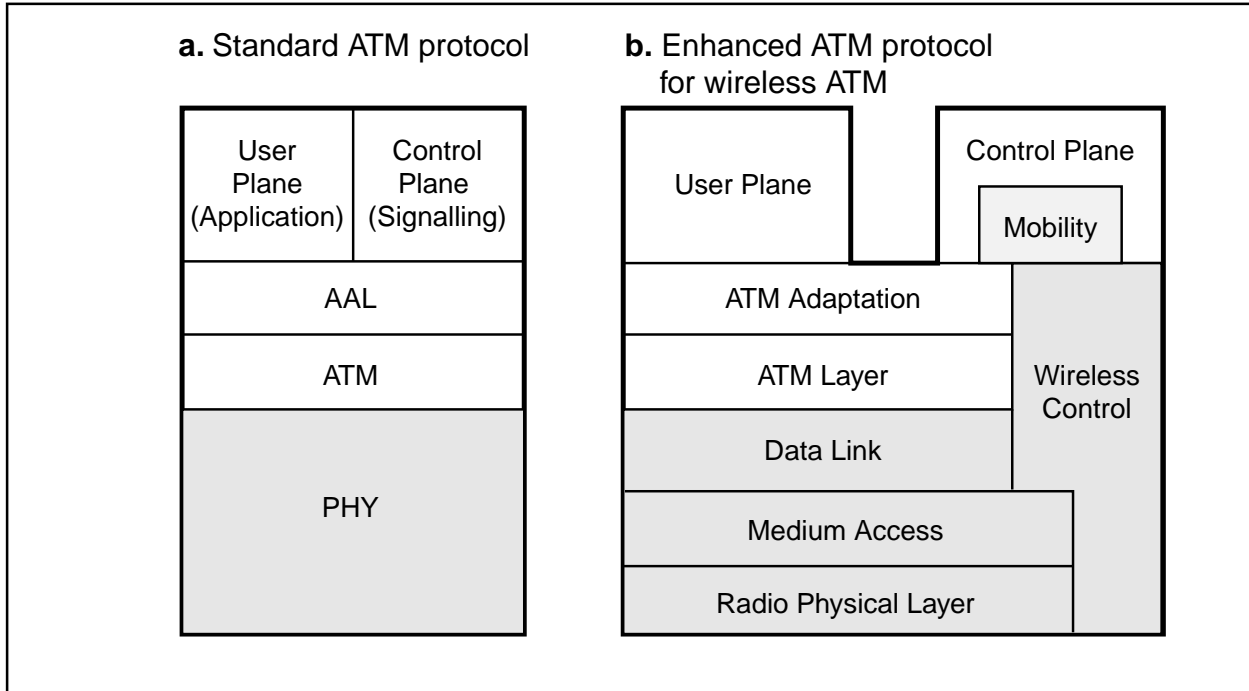 a. Standard ATM protocol
User
Plane
(Application)
Control
Plane
(Signalling)
AAL
ATM
PHY
b. Enhanced ATM protocol
for wireless ATM
User Plane
Control Plane
Mobility
ATM Adaptation
ATM Layer
Wireless
Control
Data Link
Medium Access
Radio Physical Layer